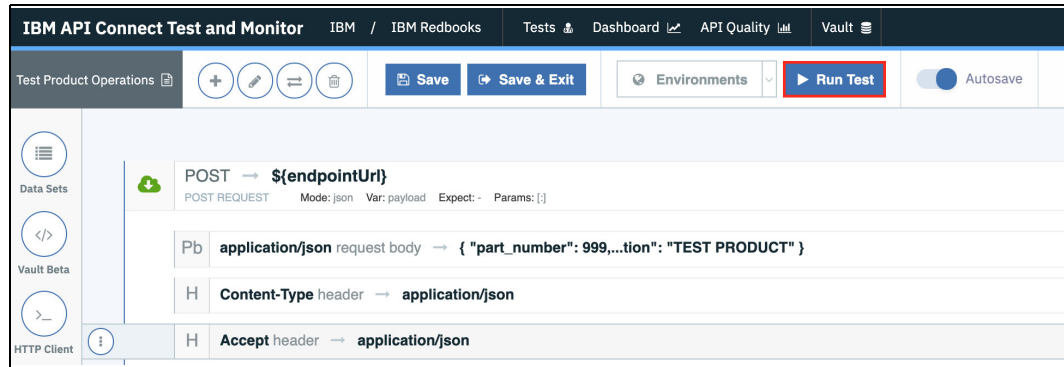 IBM API Connect Test and Monitor IBM / IBM Redbooks Tests Dashboard API Quality Vault
Test Product Operations Save Save & Exit Environments Run Test Autosave
Data Sets
Vault Beta
HTTP Client
POST → ${endpointUrl}
POST REQUEST Mode: json Var: payload Expect: - Params: [:]
Pb application/json request body → { "part_number": 999,...tion": "TEST PRODUCT" }
H Content-Type header → application/json
H Accept header → application/json